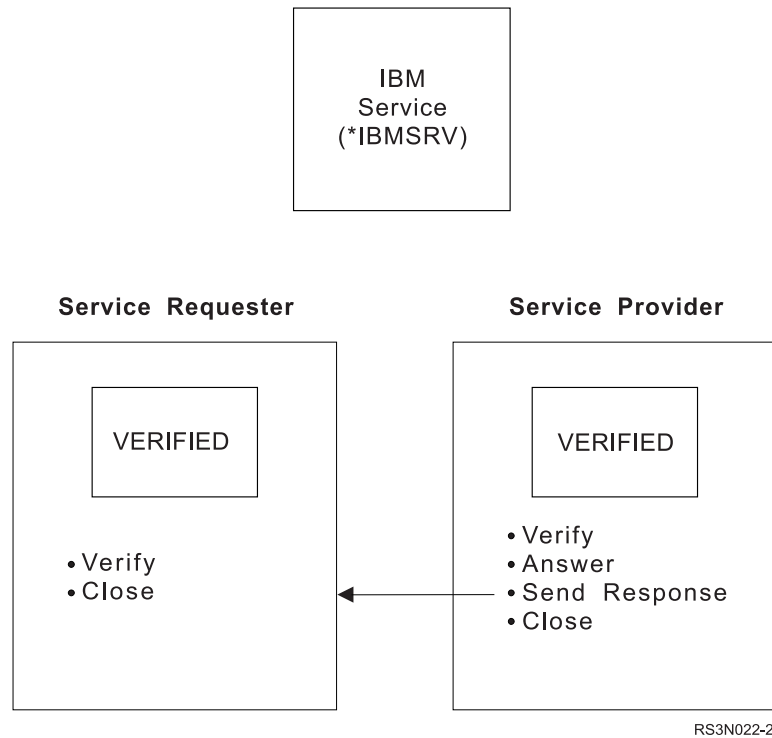 IBM
Service
(*IBMSRV)
Service Requester
VERIFIED
• Verify
• Close
Service Provider
VERIFIED
• Verify
• Answer
• Send Response
• Close
RS3N022-2